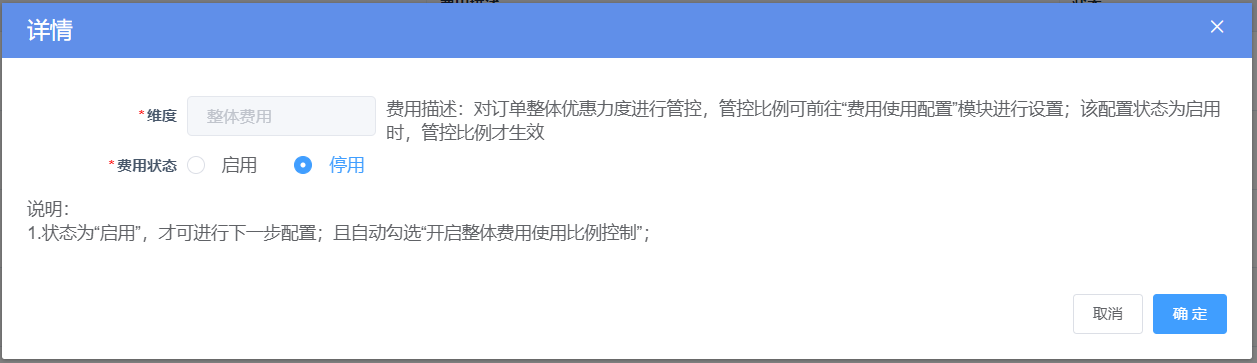 详情
*维度 整体费用 费用描述：对订单整体优惠力度进行管控，管控比例可前往“费用使用配置”模块进行设置；该配置状态为启用
时，管控比例才生效
*费用状态 启用 停用
说明：
1.状态为“启用”，才可进行下一步配置；且自动勾选“开启整体费用使用比例控制”；
取消 确定